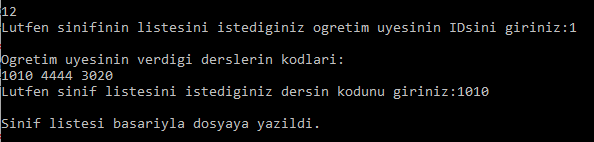 12
Lutfen sinifinin listesini istediginiz ogretim uyesinin IDsini giriniz:1
Ogretim uyesinin verdigi derslerin kodlari:
1010 4444 3020
Lutfen sinif listesini istediginiz dersin kodunu giriniz:1010
Sinif listesi basariyla dosyaya yazildi.